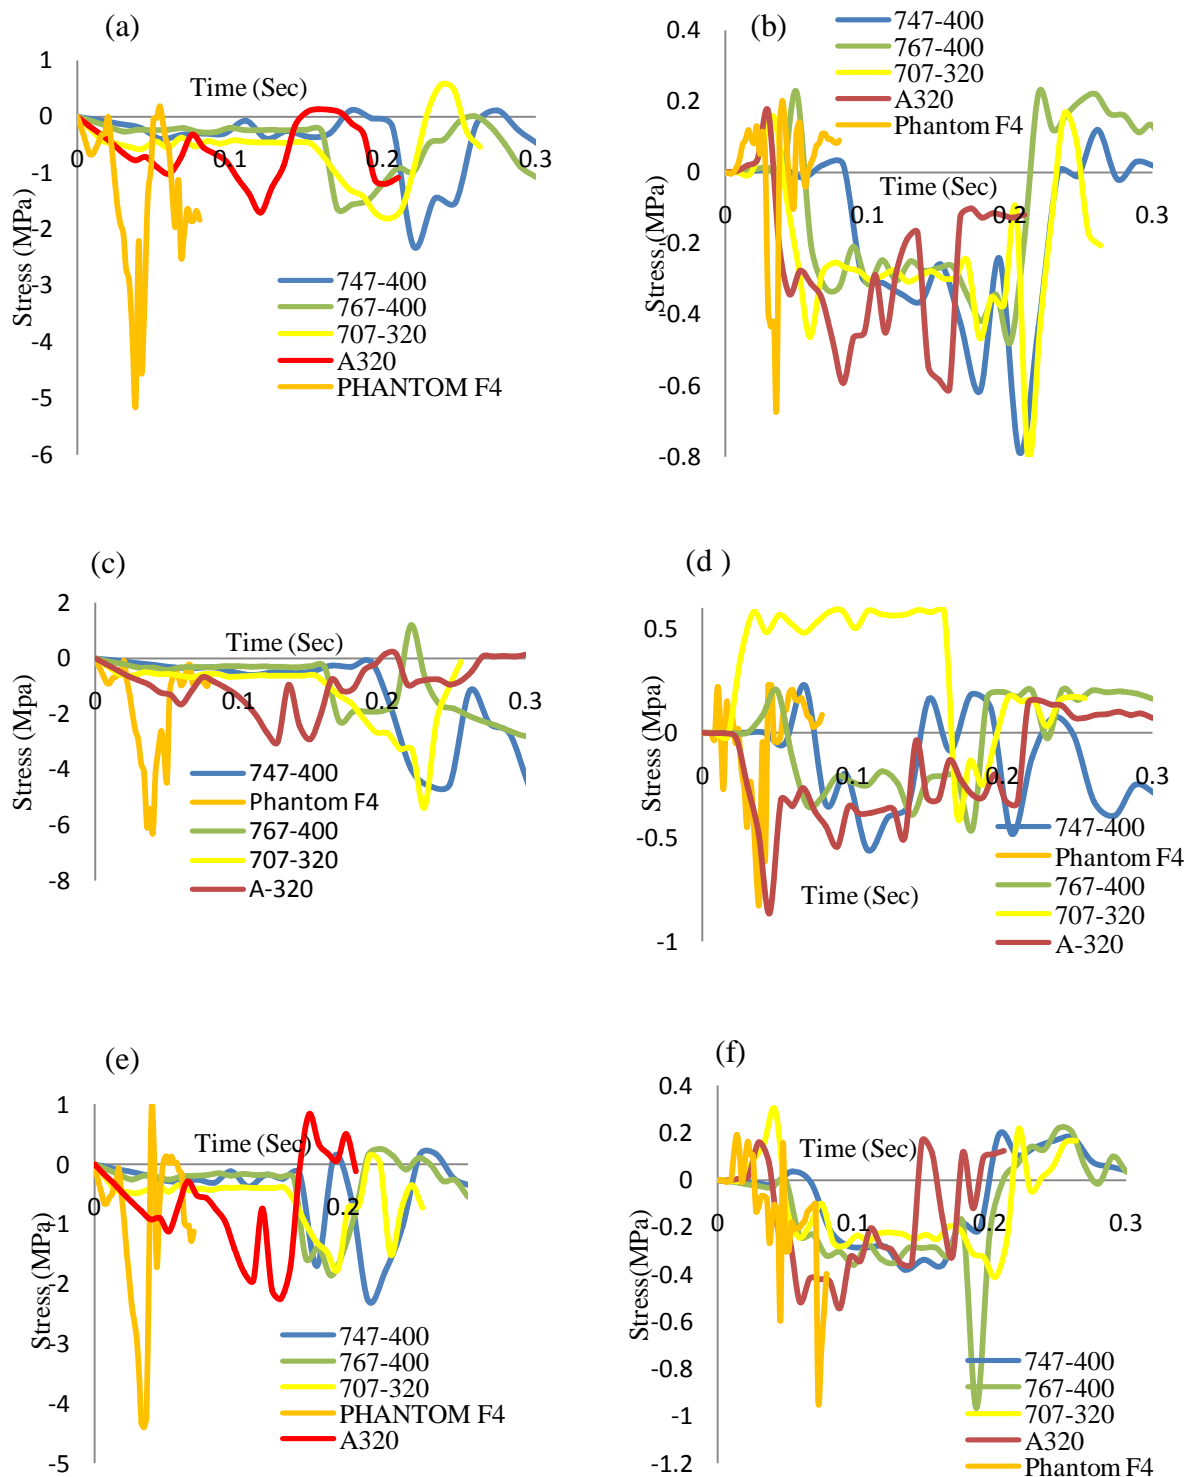 (a)
1
0
-1
-2
-3
-4
-5
-6
0
0.1
0.2
0.3
Time (Sec)
Stress (MPa)
747-400
767-400
707-320
A320
PHANTOM F4
(b)
0.4
0.2
0
-0.2
-0.4
-0.6
-0.8
0
0.1
0.2
0.3
Time (Sec)
Stress (MPa)
747-400
767-400
707-320
A320
Phantom F4
(c)
2
0
-2
-4
-6
-8
0
0.1
0.2
0.3
Time (Sec)
Stress (Mpa)
747-400
Phantom F4
767-400
707-320
A-320
(d )
0.5
0
-0.5
-1
0
0.1
0.2
0.3
Time (Sec)
Stress (Mpa)
747-400
Phantom F4
767-400
707-320
A-320
(e)
1
0
-1
-2
-3
-4
-5
0
0.2
Time (Sec)
Stress (MPa)
747-400
767-400
707-320
PHANTOM F4
A320
(f)
0.4
0.2
0
-0.2
-0.4
-0.6
-0.8
-1
-1.2
0
0.1
0.2
0.3
Time (Sec)
Stress(MPa)
747-400
767-400
707-320
A320
Phantom F4